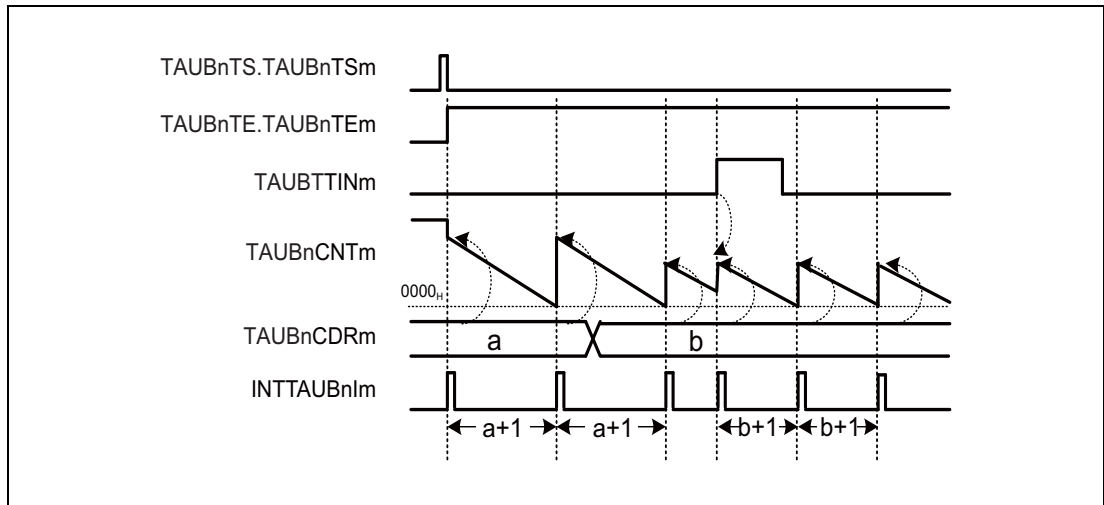 TAUBnTS.TAUBnTSm
TAUBnTE.TAUBnTEm
TAUBTTINm
TAUBnCNTm
0000H
TAUBnCDRm
a
b
INTTAUBnIm
a+1
a+1
b+1
b+1